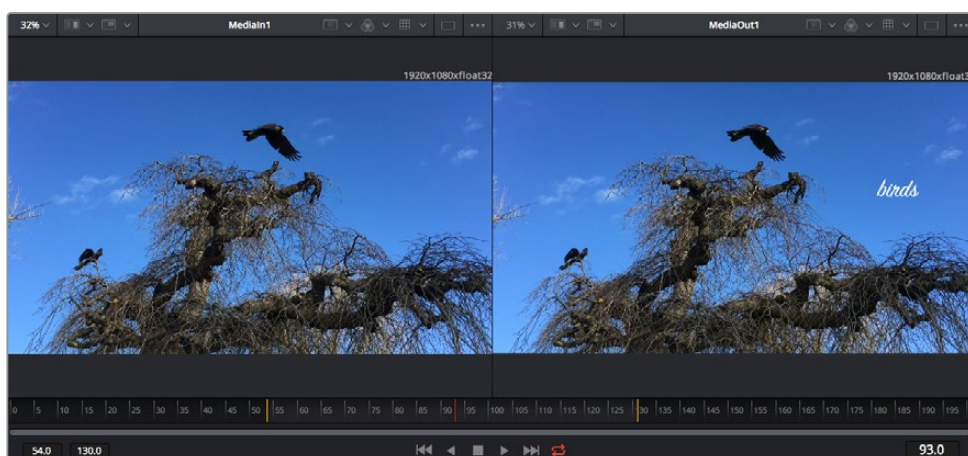 32% MediaIn1 31% MediaOut1
1920x1080xfloat32 1920x1080xfloat3
birds
0 5 10 15 20 25 30 35 40 45 50 55 60 65 70 75 80 85 90 95 100 105 110 115 120 125 30 135 140 145 150 155 160 165 170 175 180 185 190 195
54.0 130.0 93.0